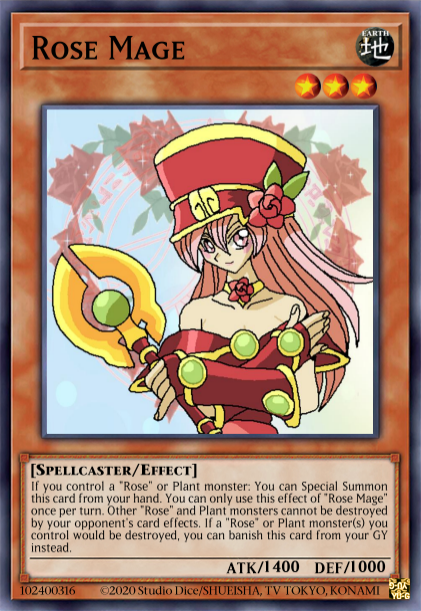 Rose Mage
EARTH
地
[Spellcaster/Effect]
If you control a "Rose" or Plant monster: You can Special Summon
this card from your hand. You can only use this effect of "Rose Mage"
once per turn. Other "Rose" and Plant monsters cannot be destroyed
by your opponent's card effects. If a "Rose" or Plant monster(s) you
control would be destroyed, you can banish this card from your GY
instead.
ATK/1400 DEF/1000
102400316 ©2020 Studio Dice/SHUEISHA, TV TOKYO, KONAMI